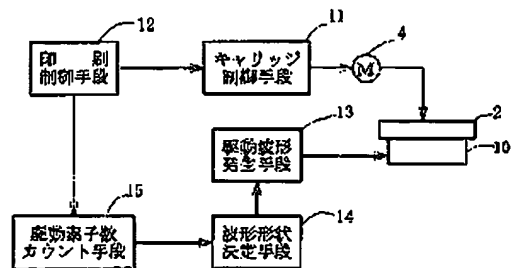 12
印刷
制御手段
11
キャリッジ
制御手段
4
M
2
10
13
駆動波形
発生手段
15
駆動素子数
カウント手段
14
波形形状
決定手段